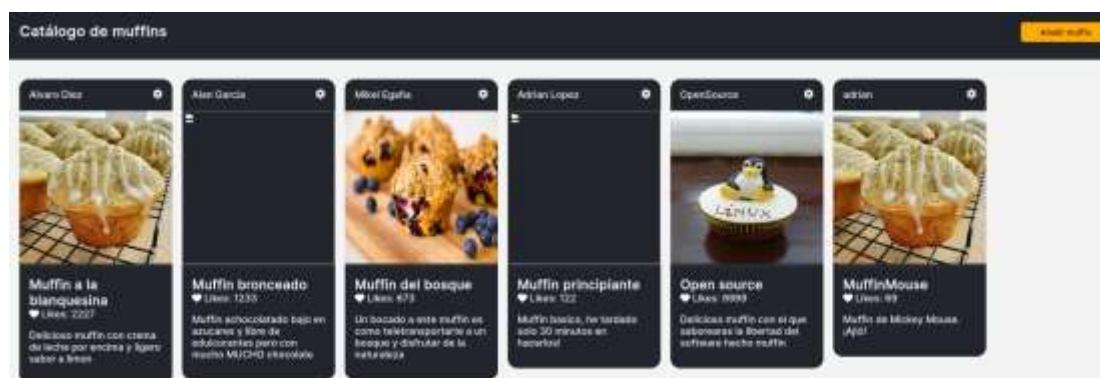 Catálogo de muffins
Añadir muffin
Alvaro Diez
Alan Garcia
Mikel Egaña
Adrian Lopez
OpenSource
adrian
LINUX
Muffin a la
blanquesina
Likes: 2227
Delicioso muffin con crema
de leche por encima y ligero
sabor a limon
Muffin bronceado
Likes: 1233
Muffin achocolatado bajo en
azucares y libre de
edulcorantes pero con
mucho MUCHO chocolate
Muffin del bosque
Likes: 673
Un bocado a este muffin es
como teletransportarte a un
bosque y disfrutar de la
naturaleza
Muffin principiante
Likes: 122
Muffin basico, he tardado
solo 30 minutos en
hacerlos!
Open source
Likes: 9999
Delicioso muffin con el que
saborearas la libertad del
software hecho muffin
MuffinMouse
Likes: 99
Muffin de Mickey Mouse